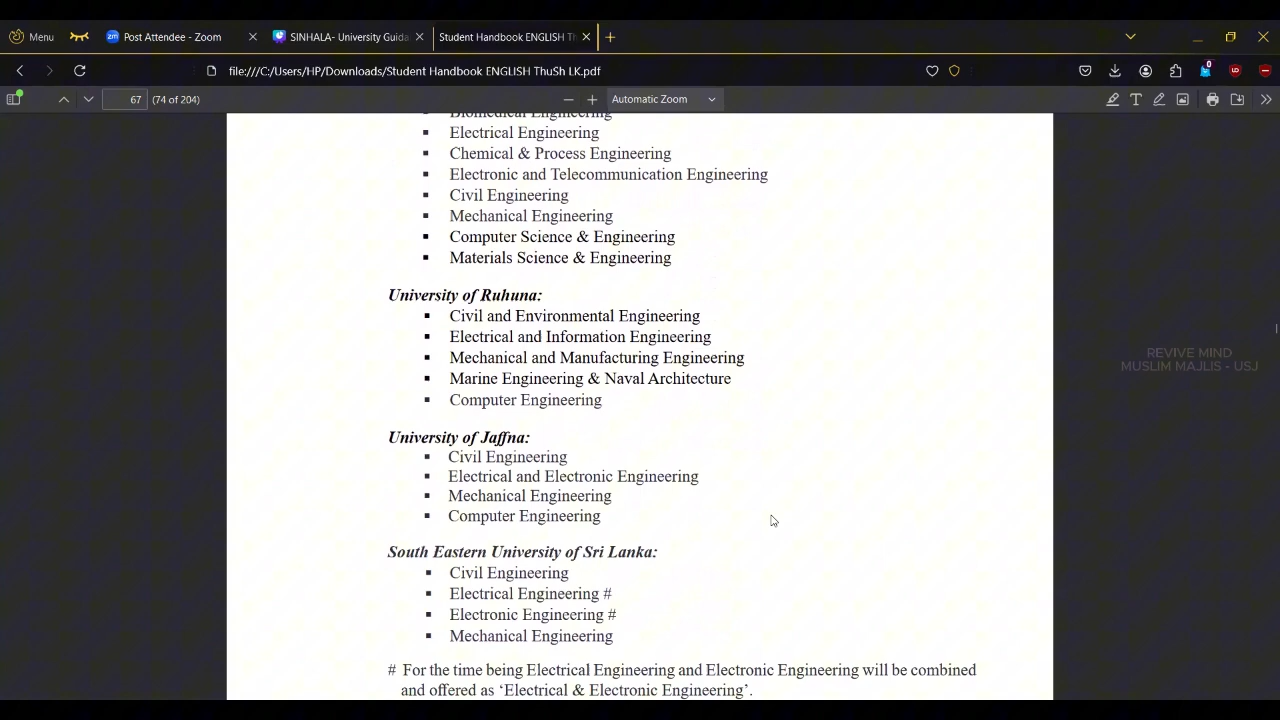 Menu
Post Attendee - Zoom
SINHALA- University Guida
Student Handbook ENGLISH Th
file:///C:/Users/HP/Downloads/Student Handbook ENGLISH ThuSh LK.pdf
0
67
(74 of 204)
Automatic Zoom
Biomedical Engineering
Electrical Engineering
Chemical & Process Engineering
Electronic and Telecommunication Engineering
Civil Engineering
Mechanical Engineering
Computer Science & Engineering
Materials Science & Engineering
University of Ruhuna:
Civil and Environmental Engineering
Electrical and Information Engineering
Mechanical and Manufacturing Engineering
Marine Engineering & Naval Architecture
Computer Engineering
REVIVE MIND
MUSLIM MAJLIS - USJ
University of Jaffna:
Civil Engineering
Electrical and Electronic Engineering
Mechanical Engineering
Computer Engineering
South Eastern University of Sri Lanka:
Civil Engineering
Electrical Engineering #
Electronic Engineering #
Mechanical Engineering
# For the time being Electrical Engineering and Electronic Engineering will be combined
and offered as ‘Electrical & Electronic Engineering’.